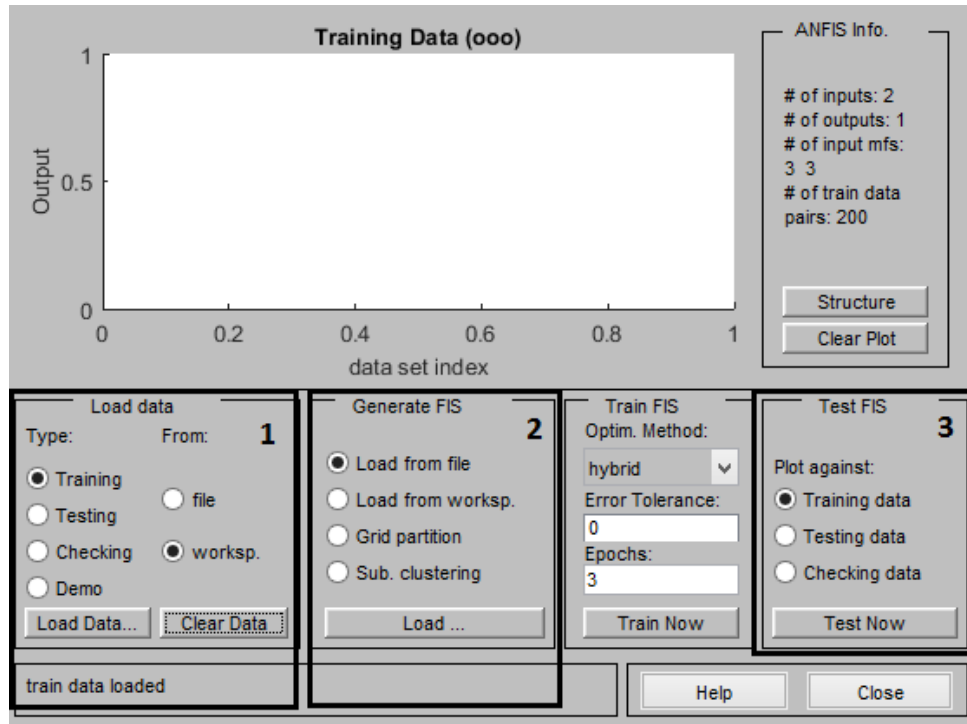 Training Data (ooo)
1
0.5
0
Output
0
0.2
0.4
0.6
0.8
1
data set index
ANFIS Info.
# of inputs: 2
# of outputs: 1
# of input mfs:
3 3
# of train data
pairs: 200
Structure
Clear Plot
Load data
1
Type:
From:
Training
Testing
Checking
Demo
file
worksp.
Load Data...
Clear Data
Generate FIS
2
Load from file
Load from worksp.
Grid partition
Sub. clustering
Load ...
Train FIS
Optim. Method:
hybrid
Error Tolerance:
0
Epochs:
3
Train Now
Test FIS
3
Plot against:
Training data
Testing data
Checking data
Test Now
train data loaded
Help
Close